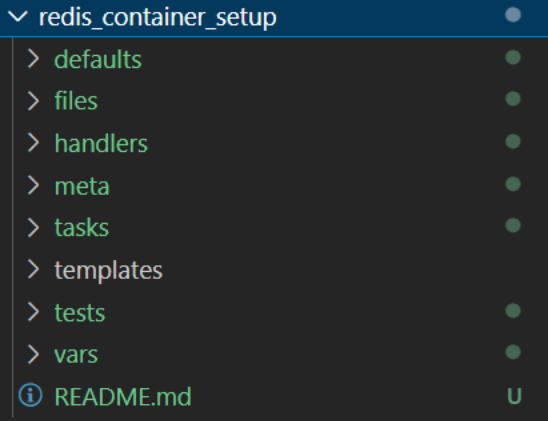 redis_container_setup
defaults
files
handlers
meta
tasks
templates
tests
vars
README.md U